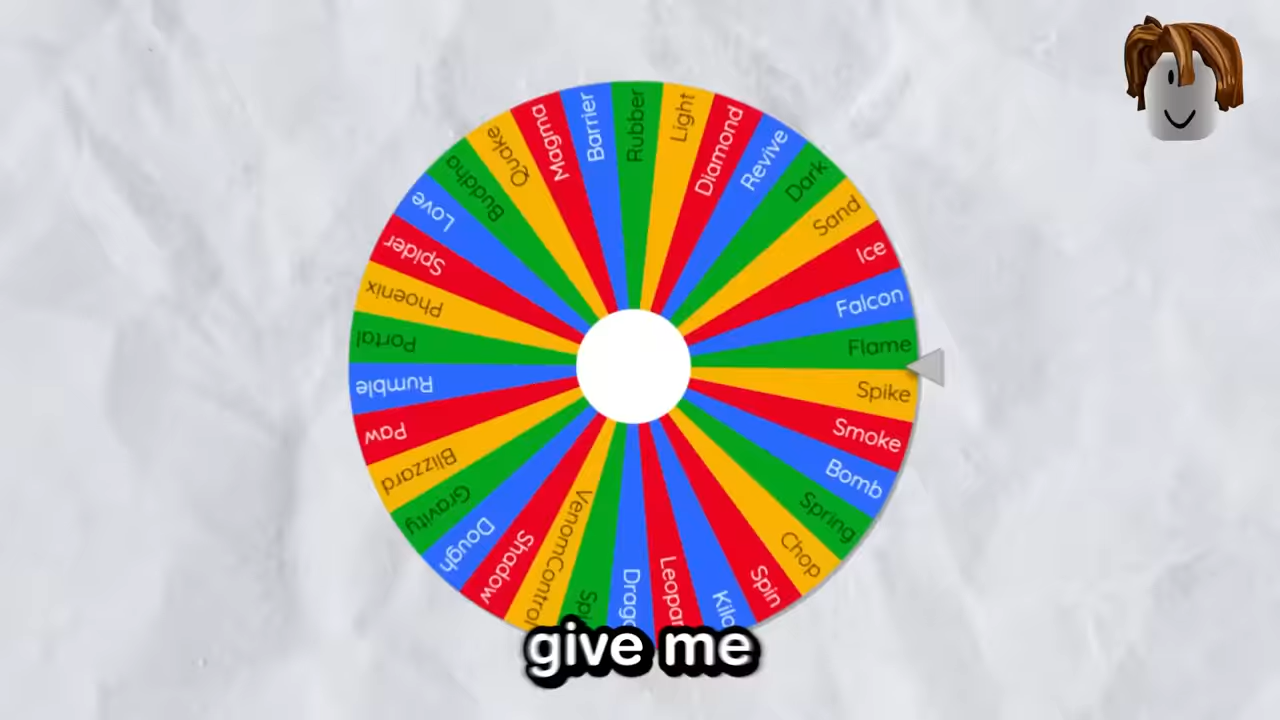 Rubber
Light
Diamond
Revive
Dark
Sand
Ice
Falcon
Flame
Spike
Smoke
Bomb
Spring
Chop
Spin
VenomControl
Shadow
Dough
Gravity
Blizzard
Paw
Rumble
Portal
Phoenix
Spider
Love
Buddha
Quake
Magma
Barrier
give me